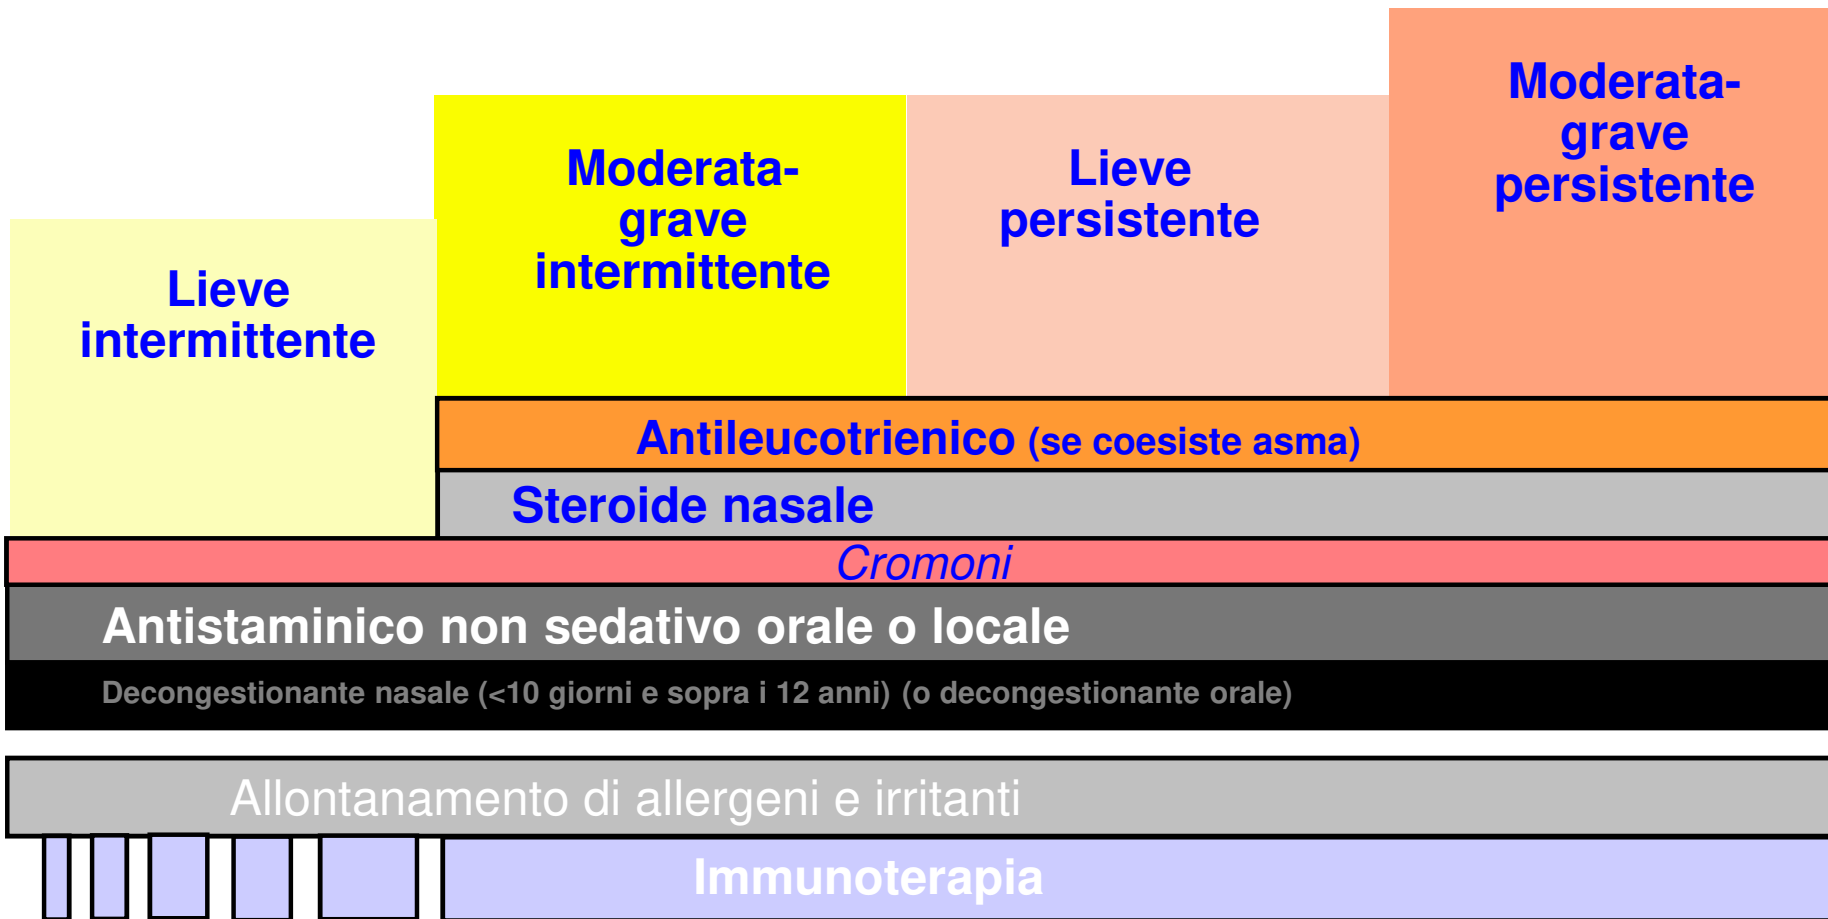 Lieve
intermittente
Moderata-
grave
intermittente
Lieve
persistente
Moderata-
grave
persistente
Antileucotrienico (se coesiste asma)
Steroide nasale
Cromoni
Antistaminico non sedativo orale o locale
Decongestionante nasale (<10 giorni e sopra i 12 anni) (o decongestionante orale)
Allontanamento di allergeni e irritanti
Immunoterapia